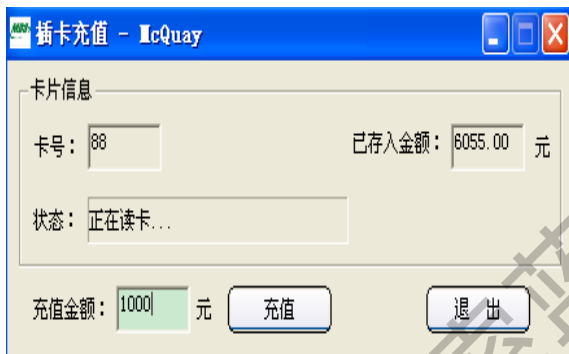 MBS 插卡充值 - McQuay
卡片信息
卡号： 88 已存入金额： 6055.00 元
状态： 正在读卡...
充值金额： 1000 元 充值 退 出